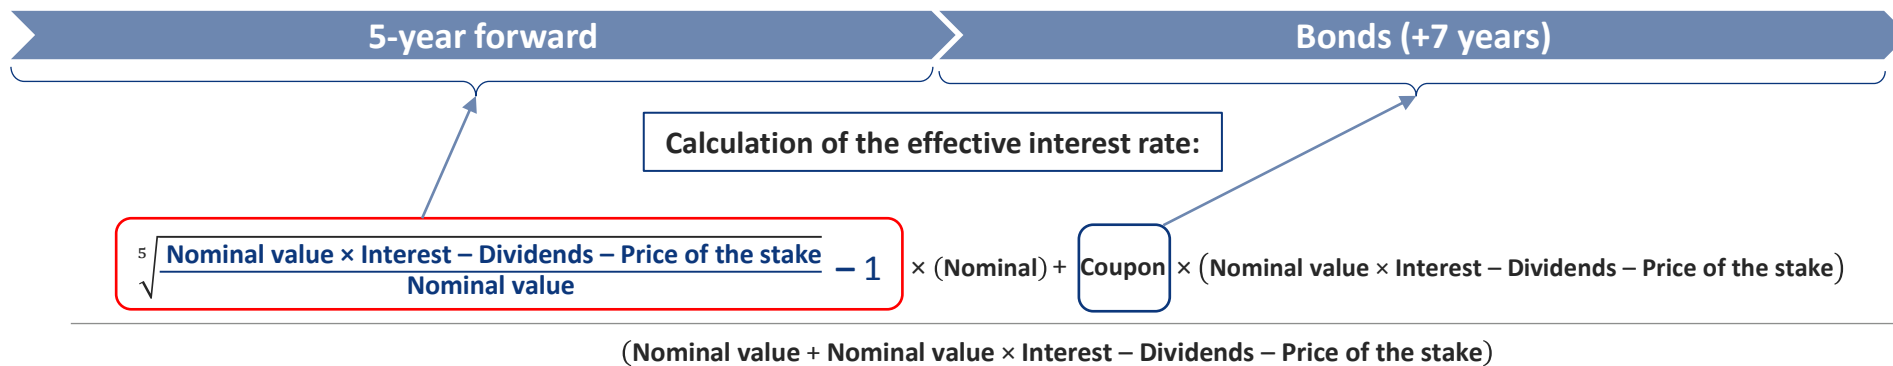 5-year forward
Bonds (+7 years)
Calculation of the effective interest rate:
5
Nominal value × Interest – Dividends – Price of the stake
Nominal value
– 1
× (Nominal) +
Coupon
× (Nominal value × Interest – Dividends – Price of the stake)
(Nominal value + Nominal value × Interest – Dividends – Price of the stake)